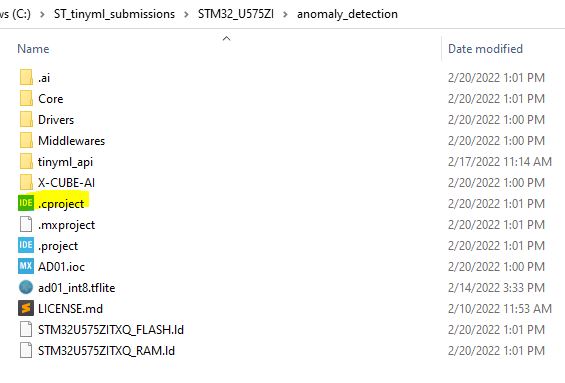 ws (C:) > ST_tinyml_submissions > STM32_U575ZI > anomaly_detection
Name Date modified
.ai 2/20/2022 1:01 PM
Core 2/20/2022 1:01 PM
Drivers 2/20/2022 1:00 PM
Middlewares 2/20/2022 1:00 PM
tinyml_api 2/17/2022 11:14 AM
X-CUBE-AI 2/20/2022 1:00 PM
IDE .cproject 2/20/2022 1:01 PM
.mxproject 2/20/2022 1:01 PM
IDE .project 2/20/2022 1:01 PM
MX AD01.ioc 2/20/2022 1:00 PM
ad01_int8.tflite 2/14/2022 3:33 PM
LICENSE.md 2/10/2022 11:53 AM
STM32U575ZITXQ_FLASH.ld 2/20/2022 1:01 PM
STM32U575ZITXQ_RAM.ld 2/20/2022 1:01 PM